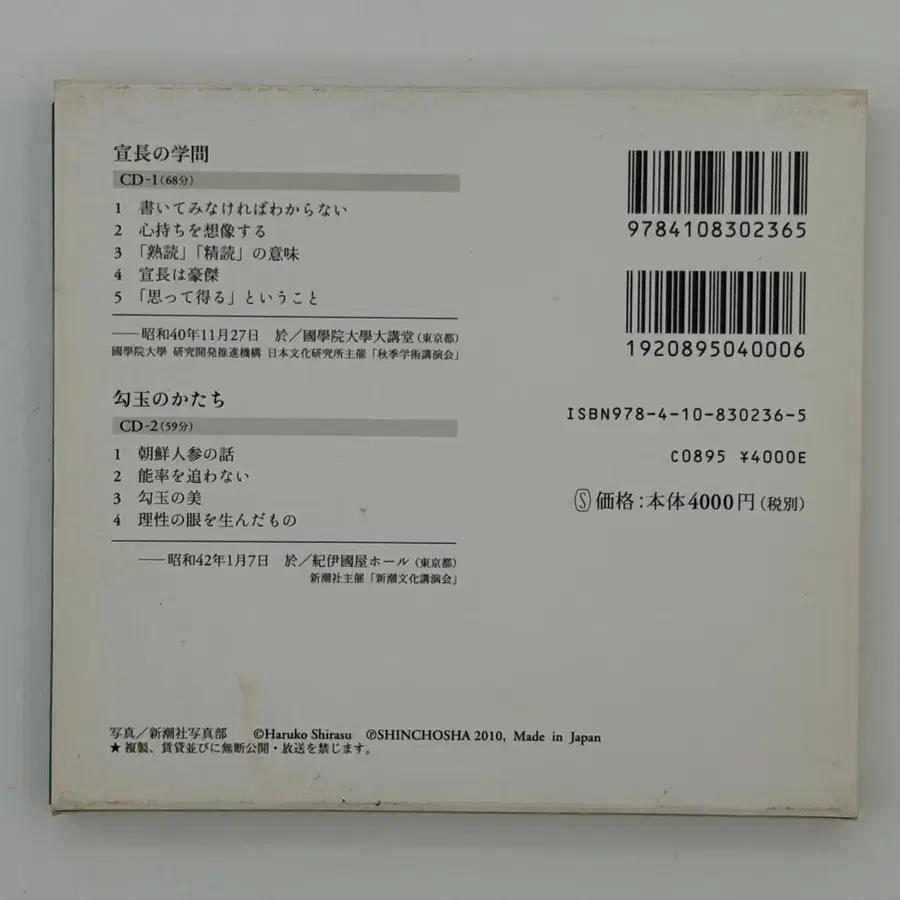 宣長の学問
CD-1(68分)
1 書いてみなければわからない
2 心持ちを想像する
3 「熟読」「精読」の意味
4 宣長は豪傑
5 「思って得る」ということ
——昭和40年11月27日 於／國學院大學大講堂(東京都)
國學院大學 研究開発推進機構 日本文化研究所主催「秋季学術講演会」
勾玉のかたち
CD-2(59分)
1 朝鮮人参の話
2 能率を追わない
3 勾玉の美
4 理性の眼を生んだもの
——昭和42年1月7日 於／紀伊國屋ホール(東京都)
新潮社主催「新潮文化講演会」
9784108302365
1920895040006
ISBN978-4-10-830236-5
C0895 ¥4000E
Ⓢ価格:本体4000円(税別)
写真／新潮社写真部 ©Haruko Shirasu ℗SHINCHOSHA 2010, Made in Japan
★複製、賃貸並びに無断公開・放送を禁じます。